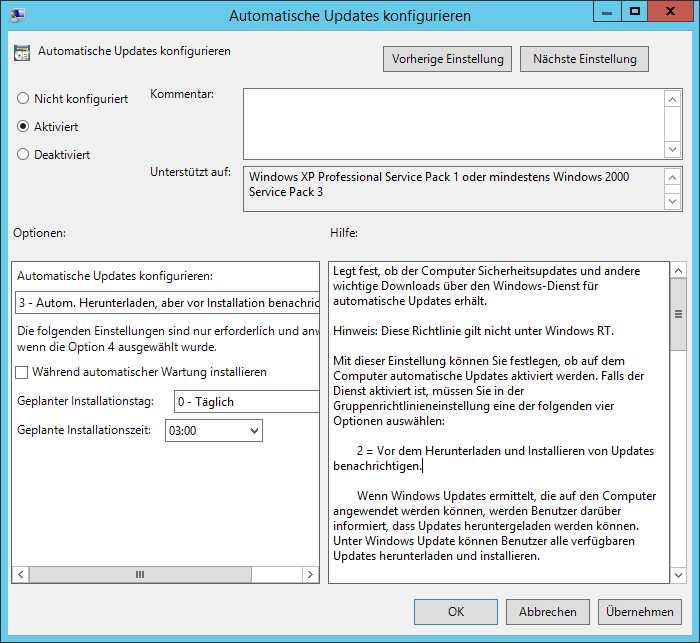 Automatische Updates konfigurieren
Automatische Updates konfigurieren
Vorherige Einstellung
Nächste Einstellung
Nicht konfiguriert
Aktiviert
Deaktiviert
Kommentar:
Unterstützt auf:
Windows XP Professional Service Pack 1 oder mindestens Windows 2000
Service Pack 3
Optionen:
Hilfe:
Automatische Updates konfigurieren:
3 - Autom. Herunterladen, aber vor Installation benachric
Die folgenden Einstellungen sind nur erforderlich und anw
wenn die Option 4 ausgewählt wurde.
Während automatischer Wartung installieren
Geplanter Installationstag:
0 - Täglich
Geplante Installationszeit:
03:00
Legt fest, ob der Computer Sicherheitsupdates und andere
wichtige Downloads über den Windows-Dienst für
automatische Updates erhält.
Hinweis: Diese Richtlinie gilt nicht unter Windows RT.
Mit dieser Einstellung können Sie festlegen, ob auf dem
Computer automatische Updates aktiviert werden. Falls der
Dienst aktiviert ist, müssen Sie in der
Gruppenrichtlinieneinstellung eine der folgenden vier
Optionen auswählen:
2 = Vor dem Herunterladen und Installieren von Updates
benachrichtigen.
Wenn Windows Updates ermittelt, die auf den Computer
angewendet werden können, werden Benutzer darüber
informiert, dass Updates heruntergeladen werden können.
Unter Windows Update können Benutzer alle verfügbaren
Updates herunterladen und installieren.
OK
Abbrechen
Übernehmen